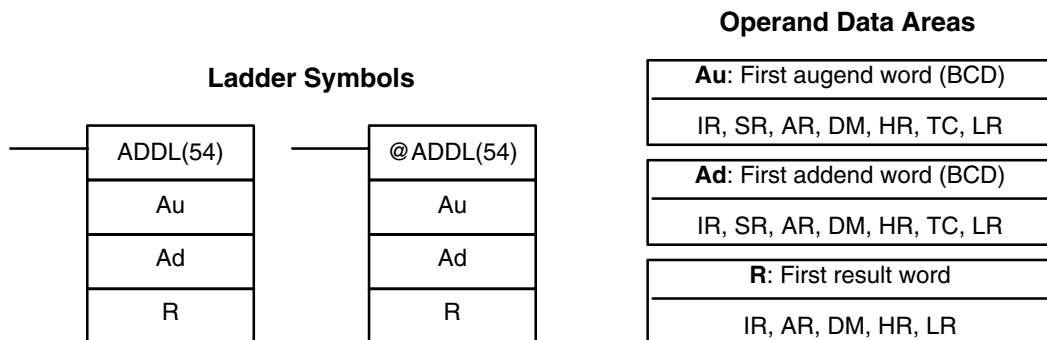 Ladder Symbols
ADDL(54)
Au
Ad
R
@ADDL(54)
Au
Ad
R
Operand Data Areas
Au: First augend word (BCD)
IR, SR, AR, DM, HR, TC, LR
Ad: First addend word (BCD)
IR, SR, AR, DM, HR, TC, LR
R: First result word
IR, AR, DM, HR, LR